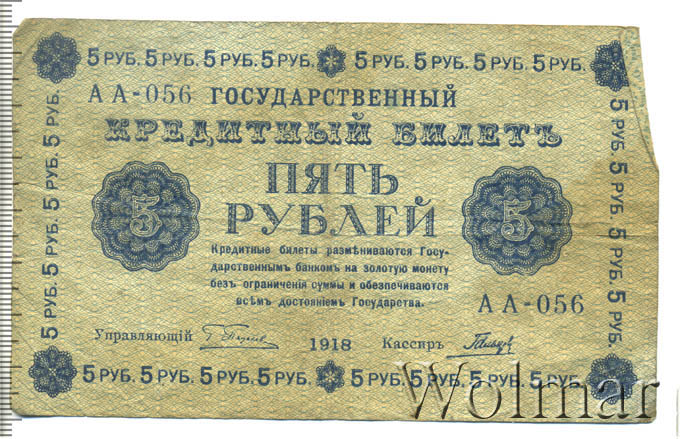 5 РУБ. 5 РУБ. 5 РУБ. 5 РУБ. 5 РУБ. 5 РУБ. 5 РУБ. 5 РУБ.
АА-056 ГОСУДАРСТВЕННЫЙ
КРЕДИТНЫЙ БИЛЕТЪ
ПЯТЬ
РУБЛЕЙ
5
5
Кредитные билеты размѣниваются Госу-
дарственнымъ банкомъ на золотую монету
безъ ограниченія суммы и обезпечиваются
всѣмъ достояніемъ Государства.
АА-056
Управляющій
1918
Кассиръ
5 РУБ. 5 РУБ. 5 РУБ. 5 РУБ. 5 РУБ. 5 РУБ. 5 РУБ. 5 РУБ.
5 РУБ. 5 РУБ. 5 РУБ. 5 РУБ. 5 РУБ.
5 РУБ. 5 РУБ. 5 РУБ. 5 РУБ.
Wolmar